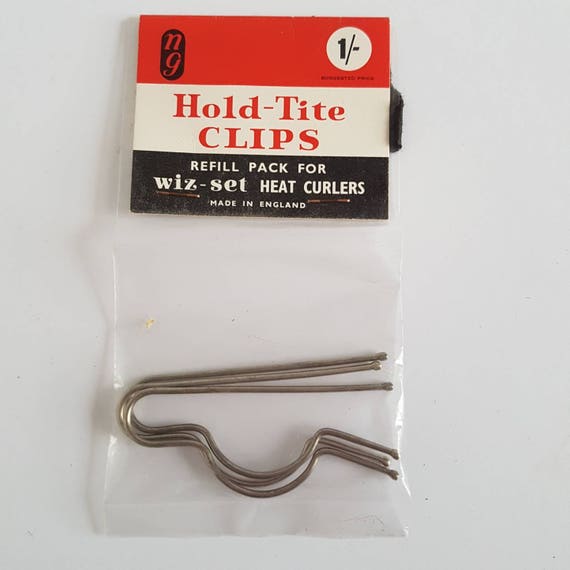 ng
1/-
SUGGESTED PRICE
Hold-Tite
CLIPS
REFILL PACK FOR
wiz-set HEAT CURLERS
MADE IN ENGLAND